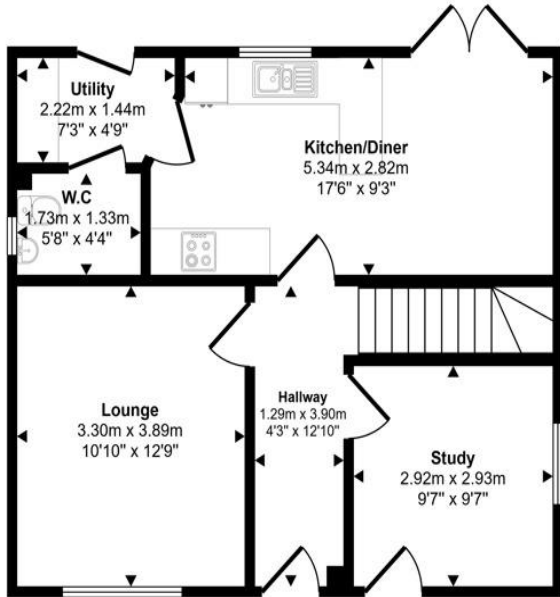 Utility
2.22m x 1.44m
7'3" x 4'9"
Kitchen/Diner
5.34m x 2.82m
17'6" x 9'3"
W.C
1.73m x 1.33m
5'8" x 4'4"
Lounge
3.30m x 3.89m
10'10" x 12'9"
Hallway
1.29m x 3.90m
4'3" x 12'10"
Study
2.92m x 2.93m
9'7" x 9'7"